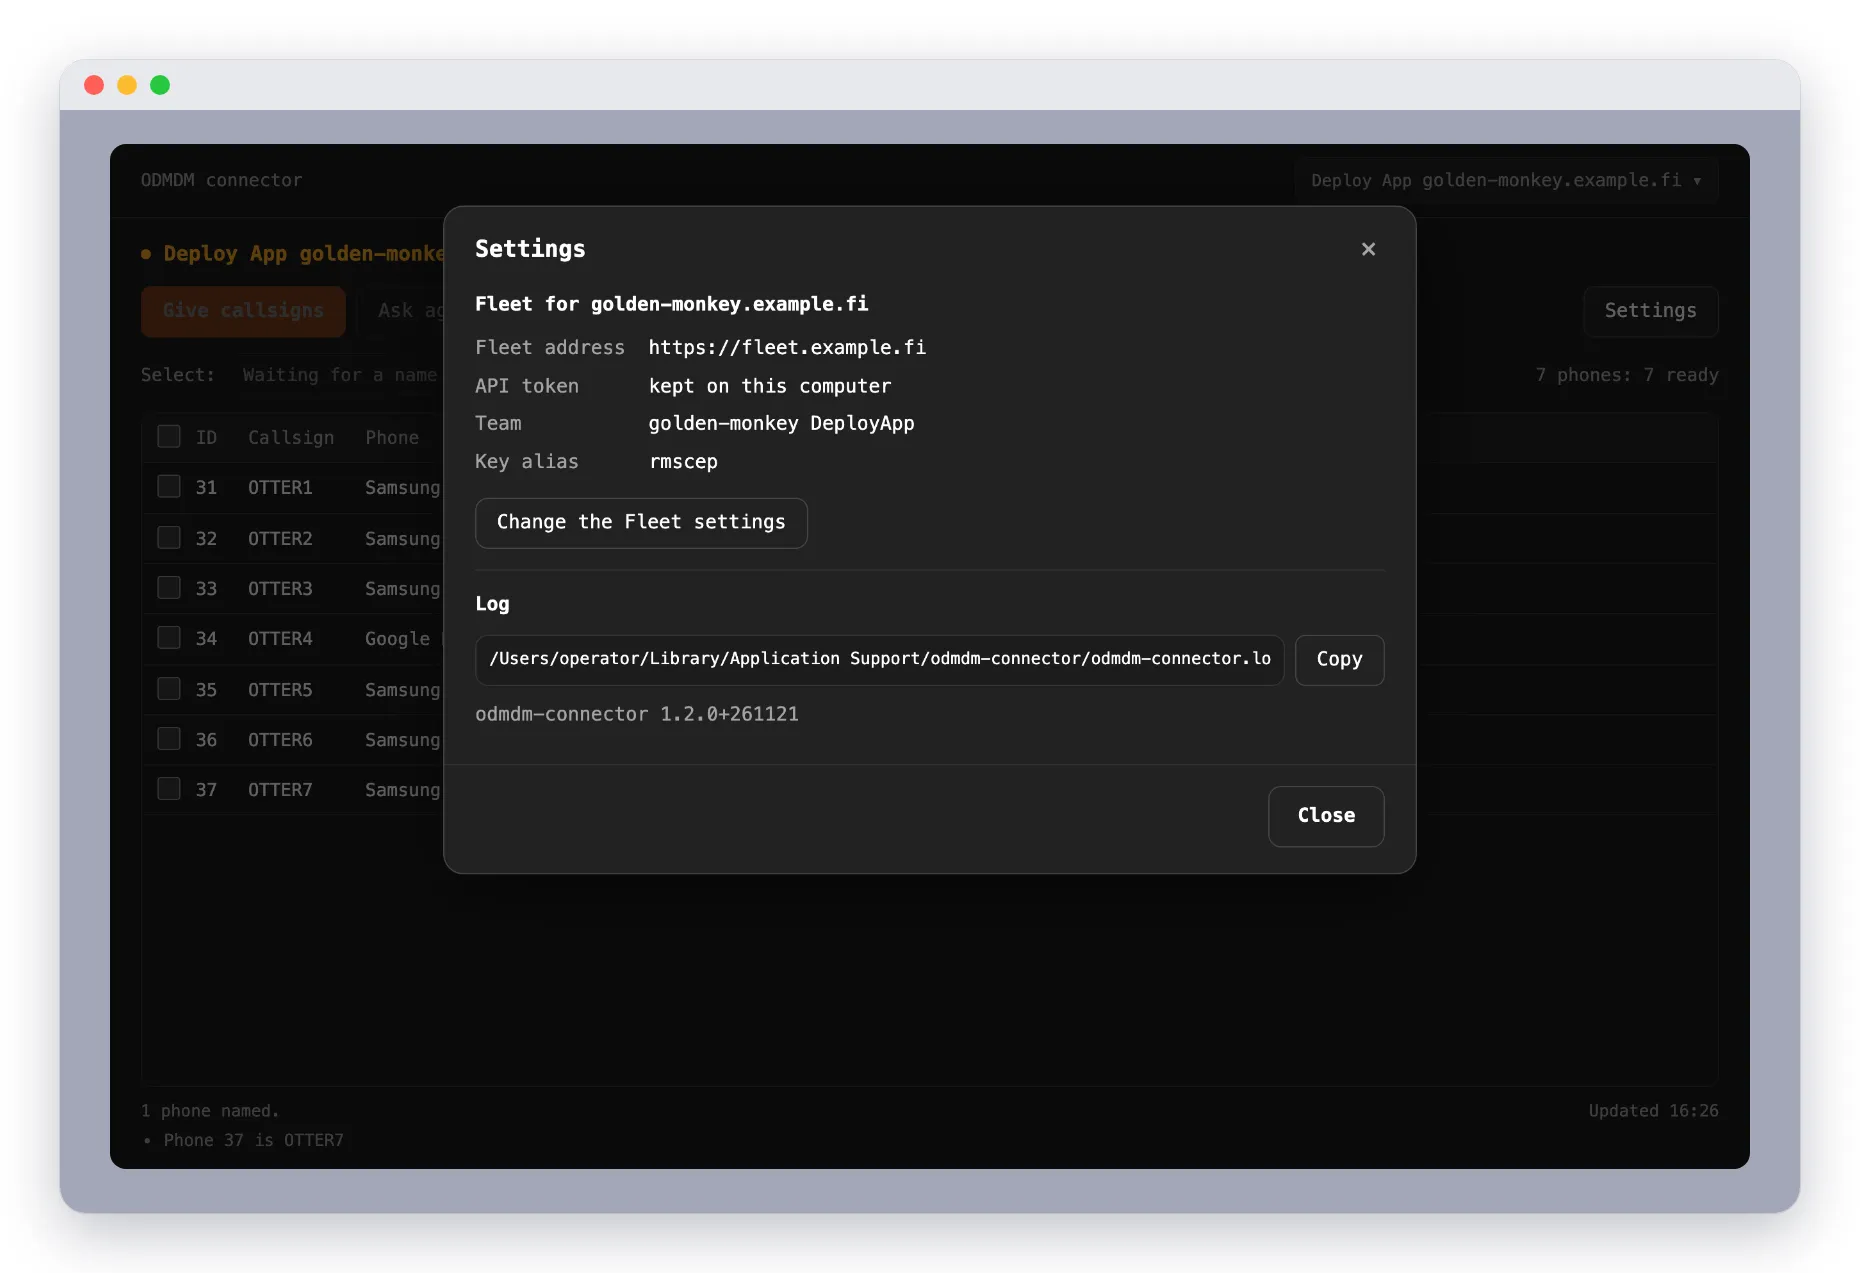 ODMDM connector
Deploy App golden-monkey.example.fi ▾
Deploy App golden-monke
Give callsigns
Ask ag
Settings
Select: Waiting for a name
7 phones: 7 ready
ID Callsign Phone
31 OTTER1 Samsung
32 OTTER2 Samsung
33 OTTER3 Samsung
34 OTTER4 Google
35 OTTER5 Samsung
36 OTTER6 Samsung
37 OTTER7 Samsung
Settings
×
Fleet for golden-monkey.example.fi
Fleet address https://fleet.example.fi
API token kept on this computer
Team golden-monkey DeployApp
Key alias rmscep
Change the Fleet settings
Log
/Users/operator/Library/Application Support/odmdm-connector/odmdm-connector.lo
Copy
odmdm-connector 1.2.0+261121
Close
1 phone named.
Updated 16:26
• Phone 37 is OTTER7